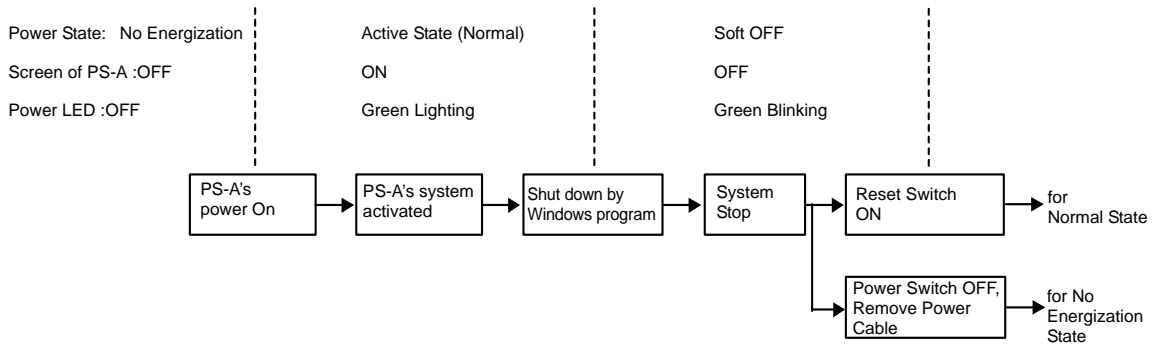 Power State: No Energization
Active State (Normal)
Soft OFF
Screen of PS-A :OFF
ON
OFF
Power LED :OFF
Green Lighting
Green Blinking
PS-A's
power On
PS-A's system
activated
Shut down by
Windows program
System
Stop
Reset Switch
ON
for
Normal State
Power Switch OFF,
Remove Power
Cable
for No
Energization
State